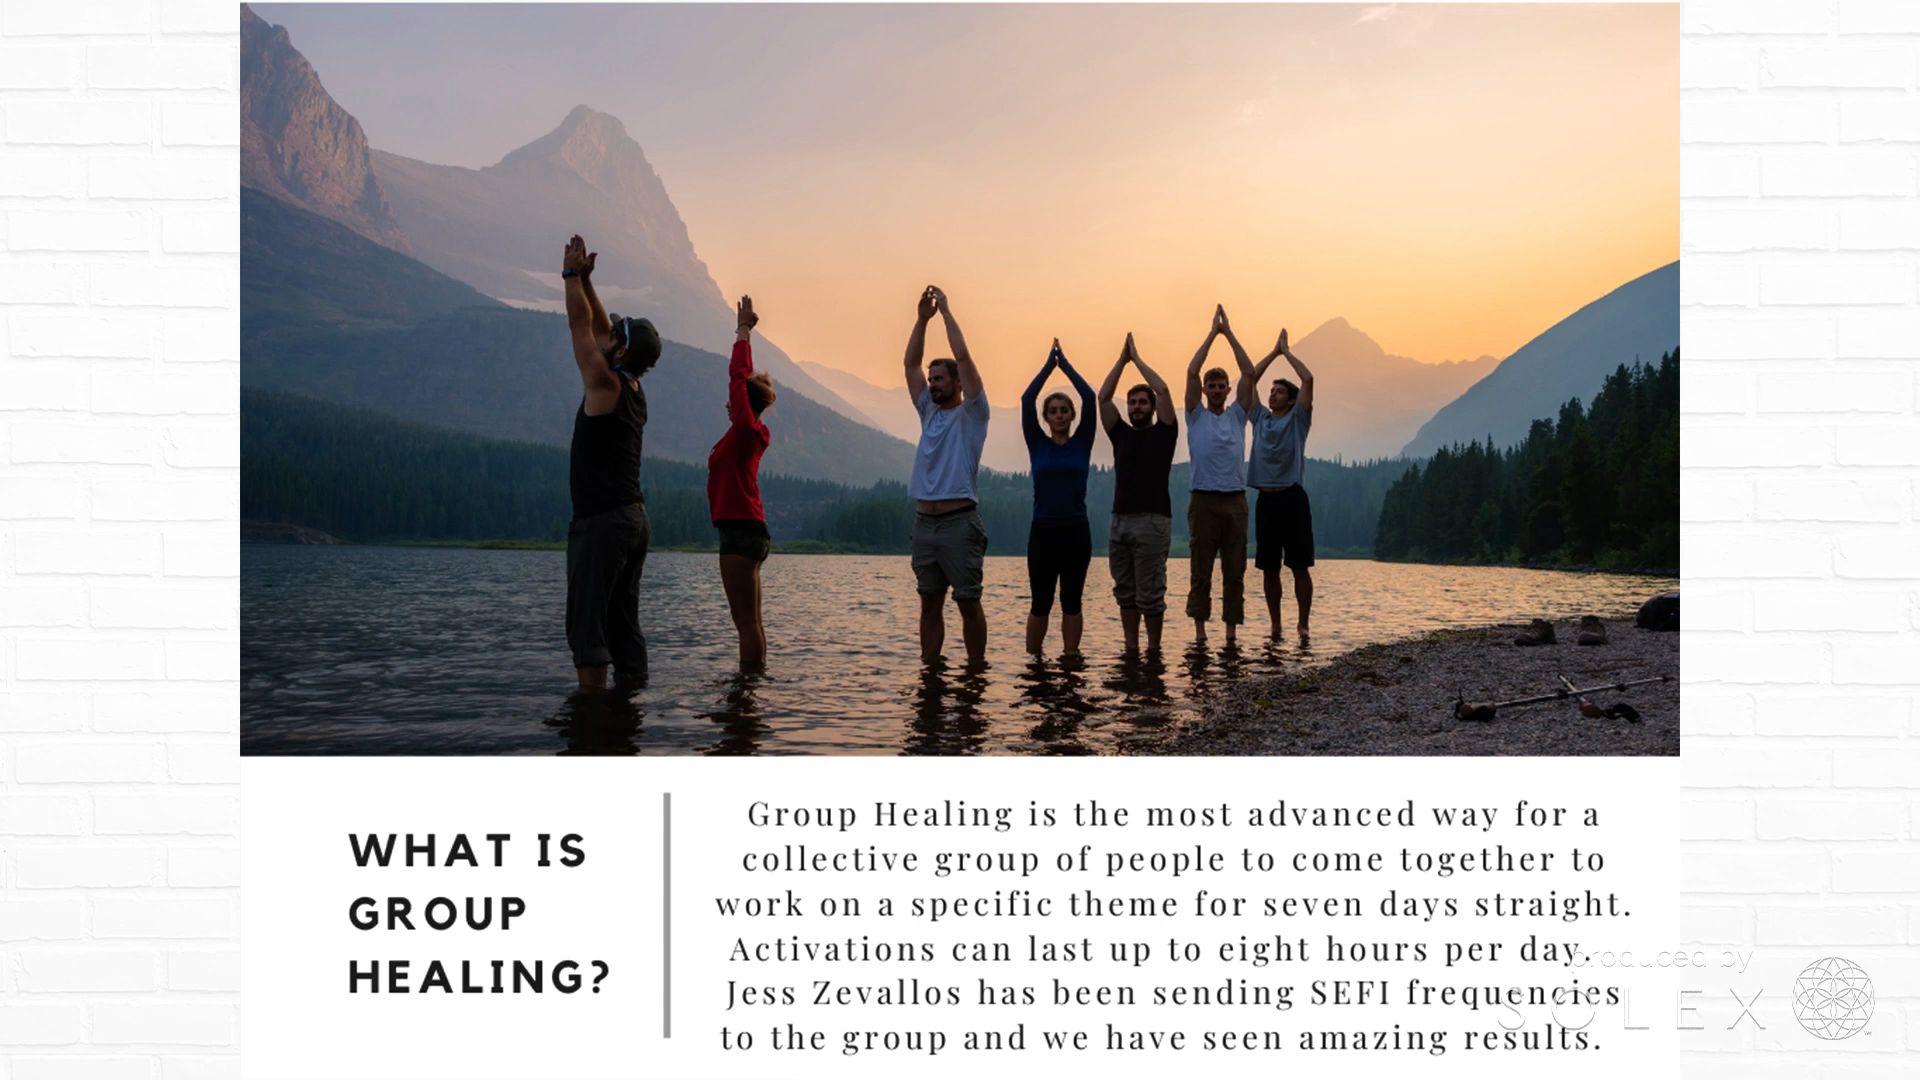 WHAT IS
GROUP
HEALING?
Group Healing is the most advanced way for a
collective group of people to come together to
work on a specific theme for seven days straight.
Activations can last up to eight hours per day.
Jess Zevallos has been sending SEFI frequencies
to the group and we have seen amazing results.
produced by
SOLEX